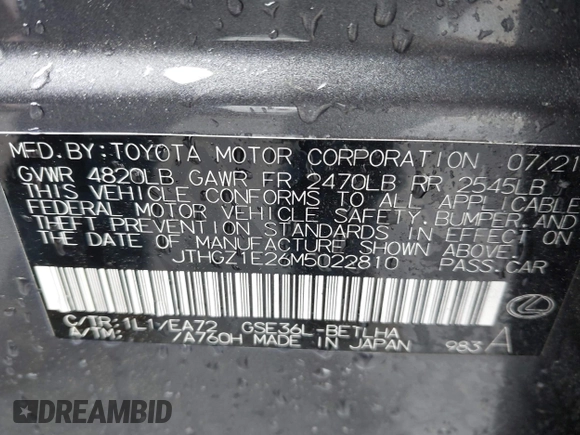 MFD.BY:TOYOTA MOTOR CORPORATION 07/21
GVWR 4820LB GAWR FR 2470LB RR 2545LB
THIS VEHICLE CONFORMS TO ALL APPLICABLE
FEDERAL MOTOR VEHICLE SAFETY,BUMPER,AND
THEFT PREVENTION STANDARDS IN EFFECT ON
THE DATE OF MANUFACTURE SHOWN ABOVE.
JTHGZ1E26M5022810 PASS.CAR
C/TR:1L1/EA72 GSE36L-BETLHA
A/TM: /A760H MADE IN JAPAN 983 A
DREAMBID